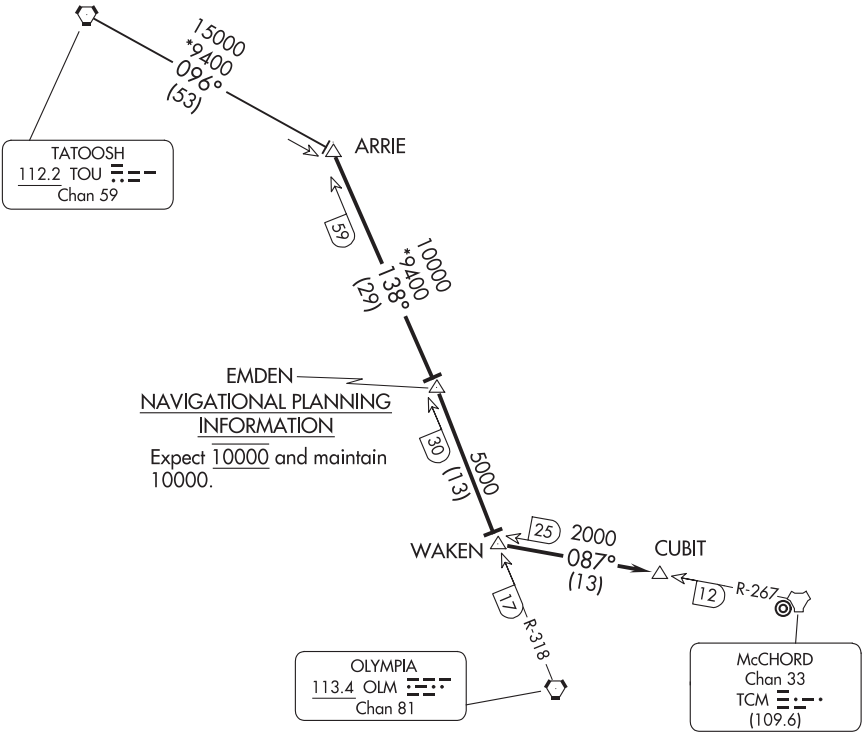 15000
*9400
096°
(53)
TATOOSH
112.2 TOU
Chan 59
ARRIE
59
10000
*9400
138°
(29)
EMDEN
NAVIGATIONAL PLANNING
INFORMATION
Expect 10000 and maintain
10000.
30
5000
(13)
WAKEN
25
2000
087°
(13)
CUBIT
12
R-267
17
R-318
OLYMPIA
113.4 OLM
Chan 81
McCHORD
Chan 33
TCM
(109.6)